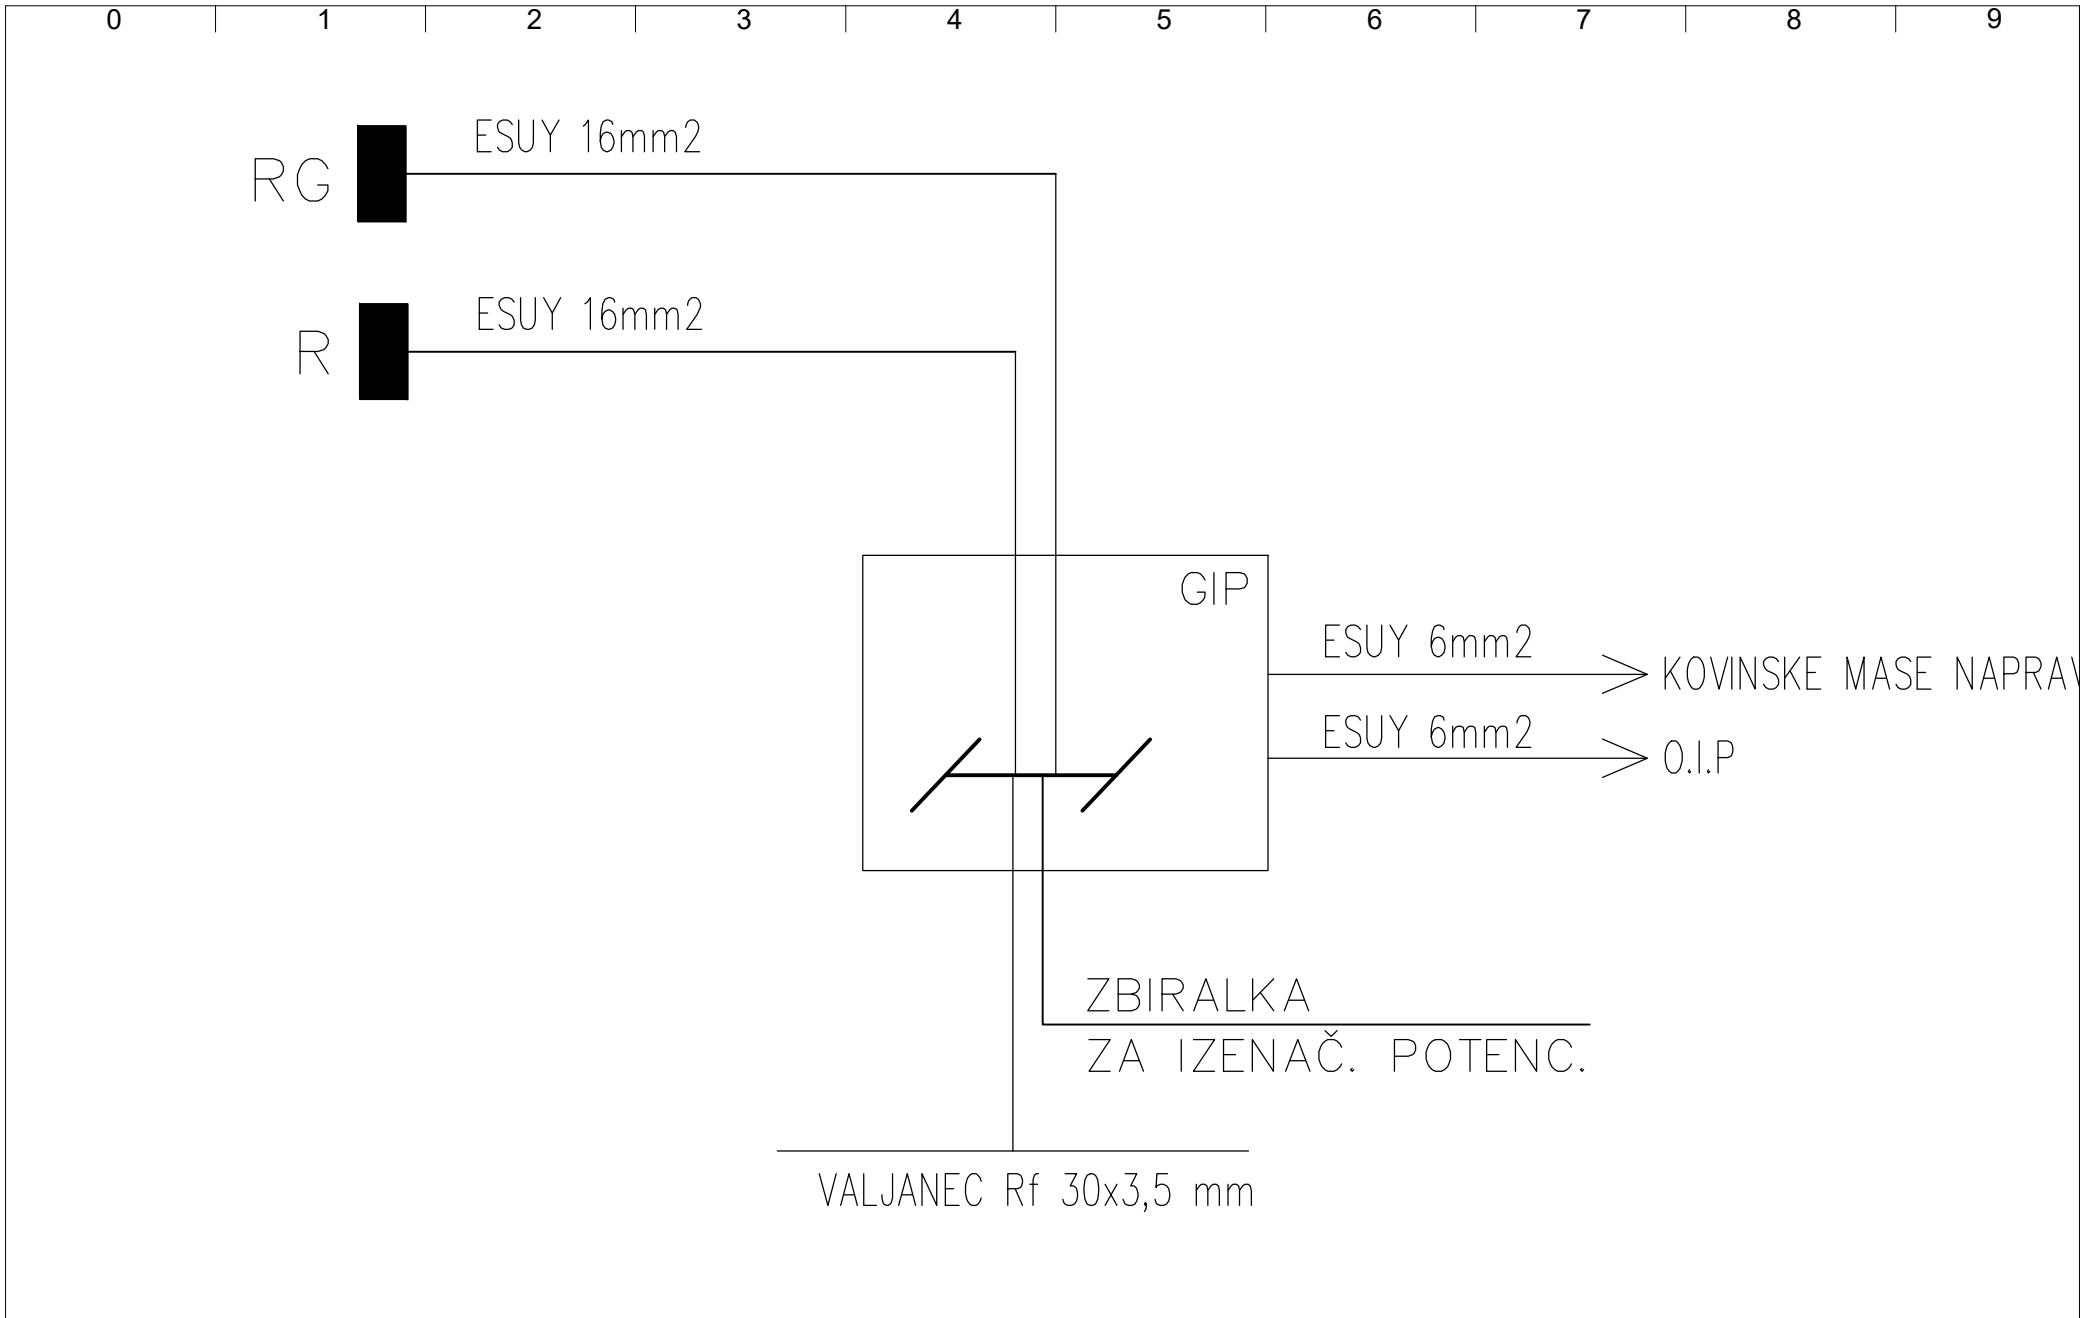 0 1 2 3 4 5 6 7 8 9
ESUY 16mm2
RG
ESUY 16mm2
R
GIP
ESUY 6mm2
KOVINSKE MASE NAPRAV
ESUY 6mm2
O.I.P
ZBIRALKA
ZA IZENAČ. POTENC.
VALJANEC Rf 30x3,5 mm